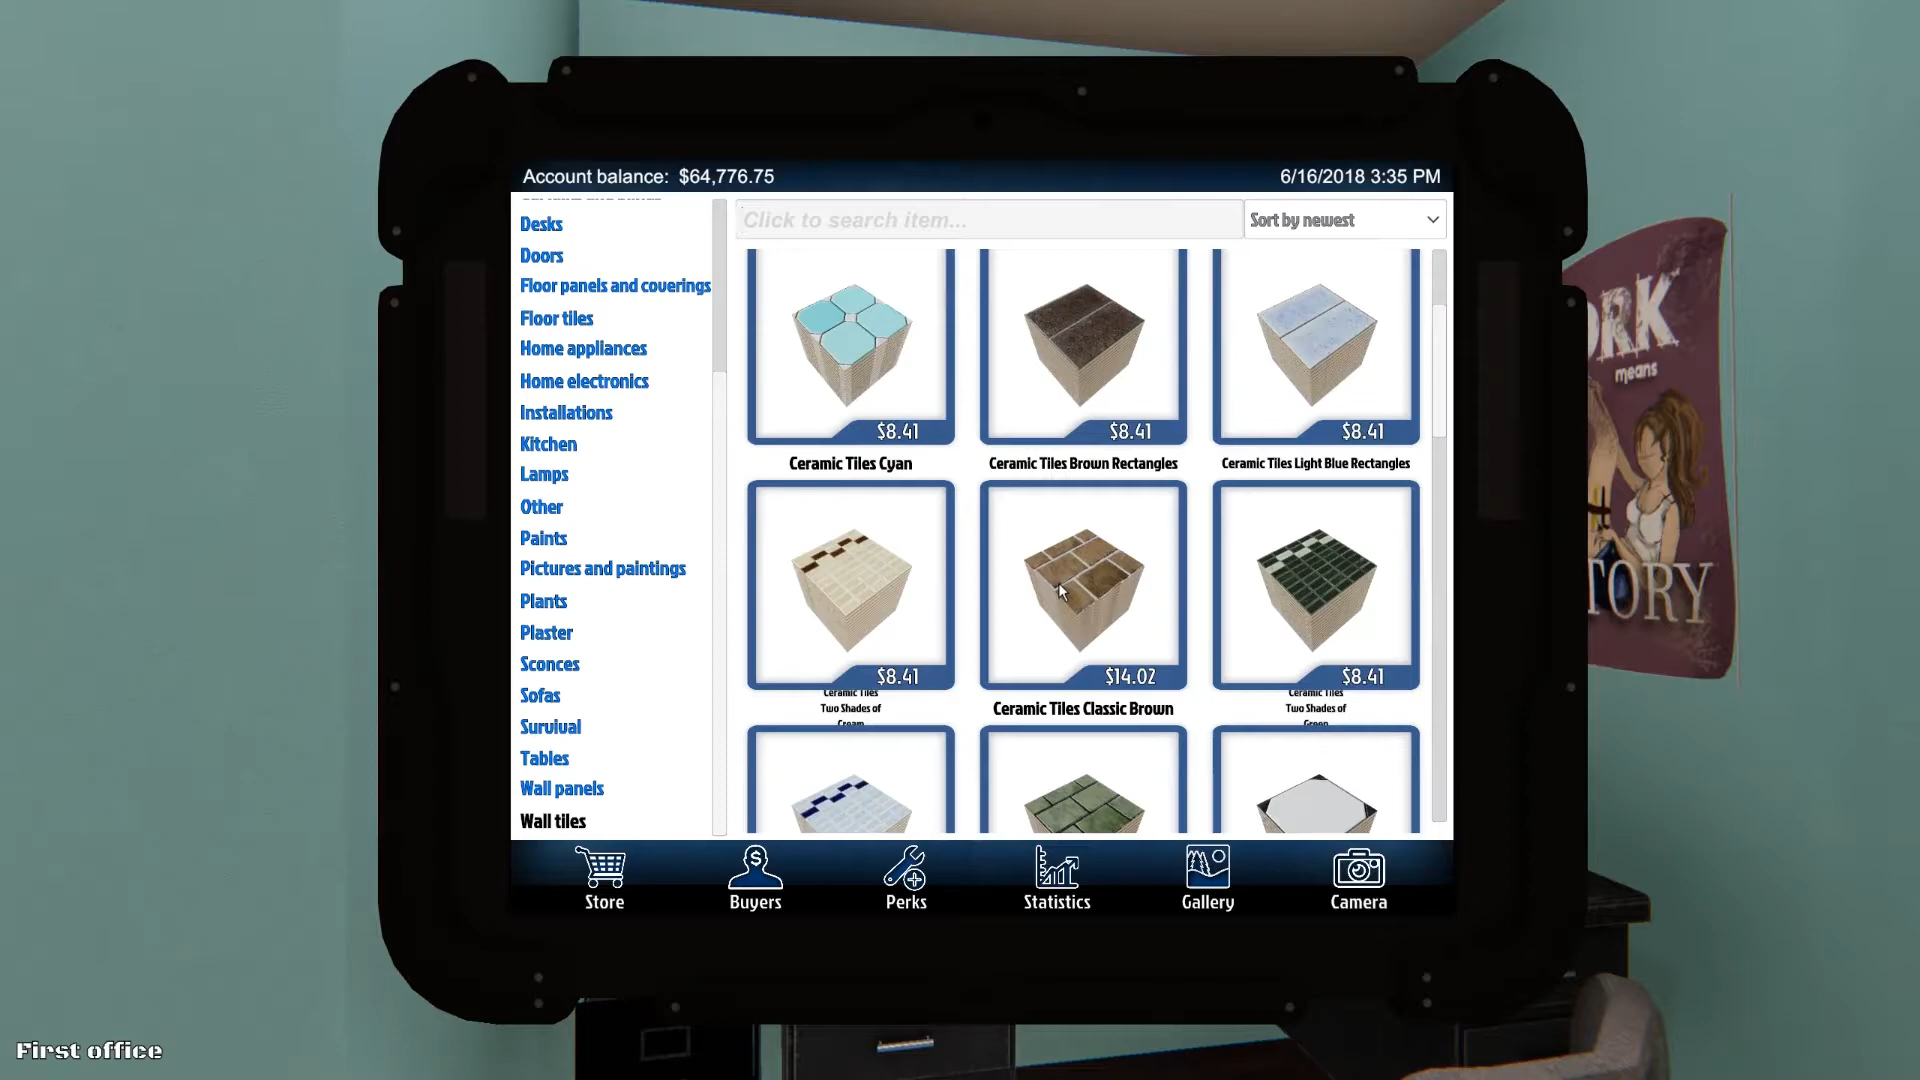 Account balance: $64,776.75
6/16/2018 3:35 PM
Desks
Doors
Floor panels and coverings
Floor tiles
Home appliances
Home electronics
Installations
Kitchen
Lamps
Other
Paints
Pictures and paintings
Plants
Plaster
Sconces
Sofas
Survival
Tables
Wall panels
Wall tiles
Click to search item...
Sort by newest
$8.41
$8.41
$8.41
Ceramic Tiles Cyan
Ceramic Tiles Brown Rectangles
Ceramic Tiles Light Blue Rectangles
$8.41
$14.02
$8.41
Ceramic Tiles
Two Shades of
Cream
Ceramic Tiles Classic Brown
Ceramic Tiles
Two Shades of
Green
Store
Buyers
Perks
Statistics
Gallery
Camera
ORK
means
TORY
First office